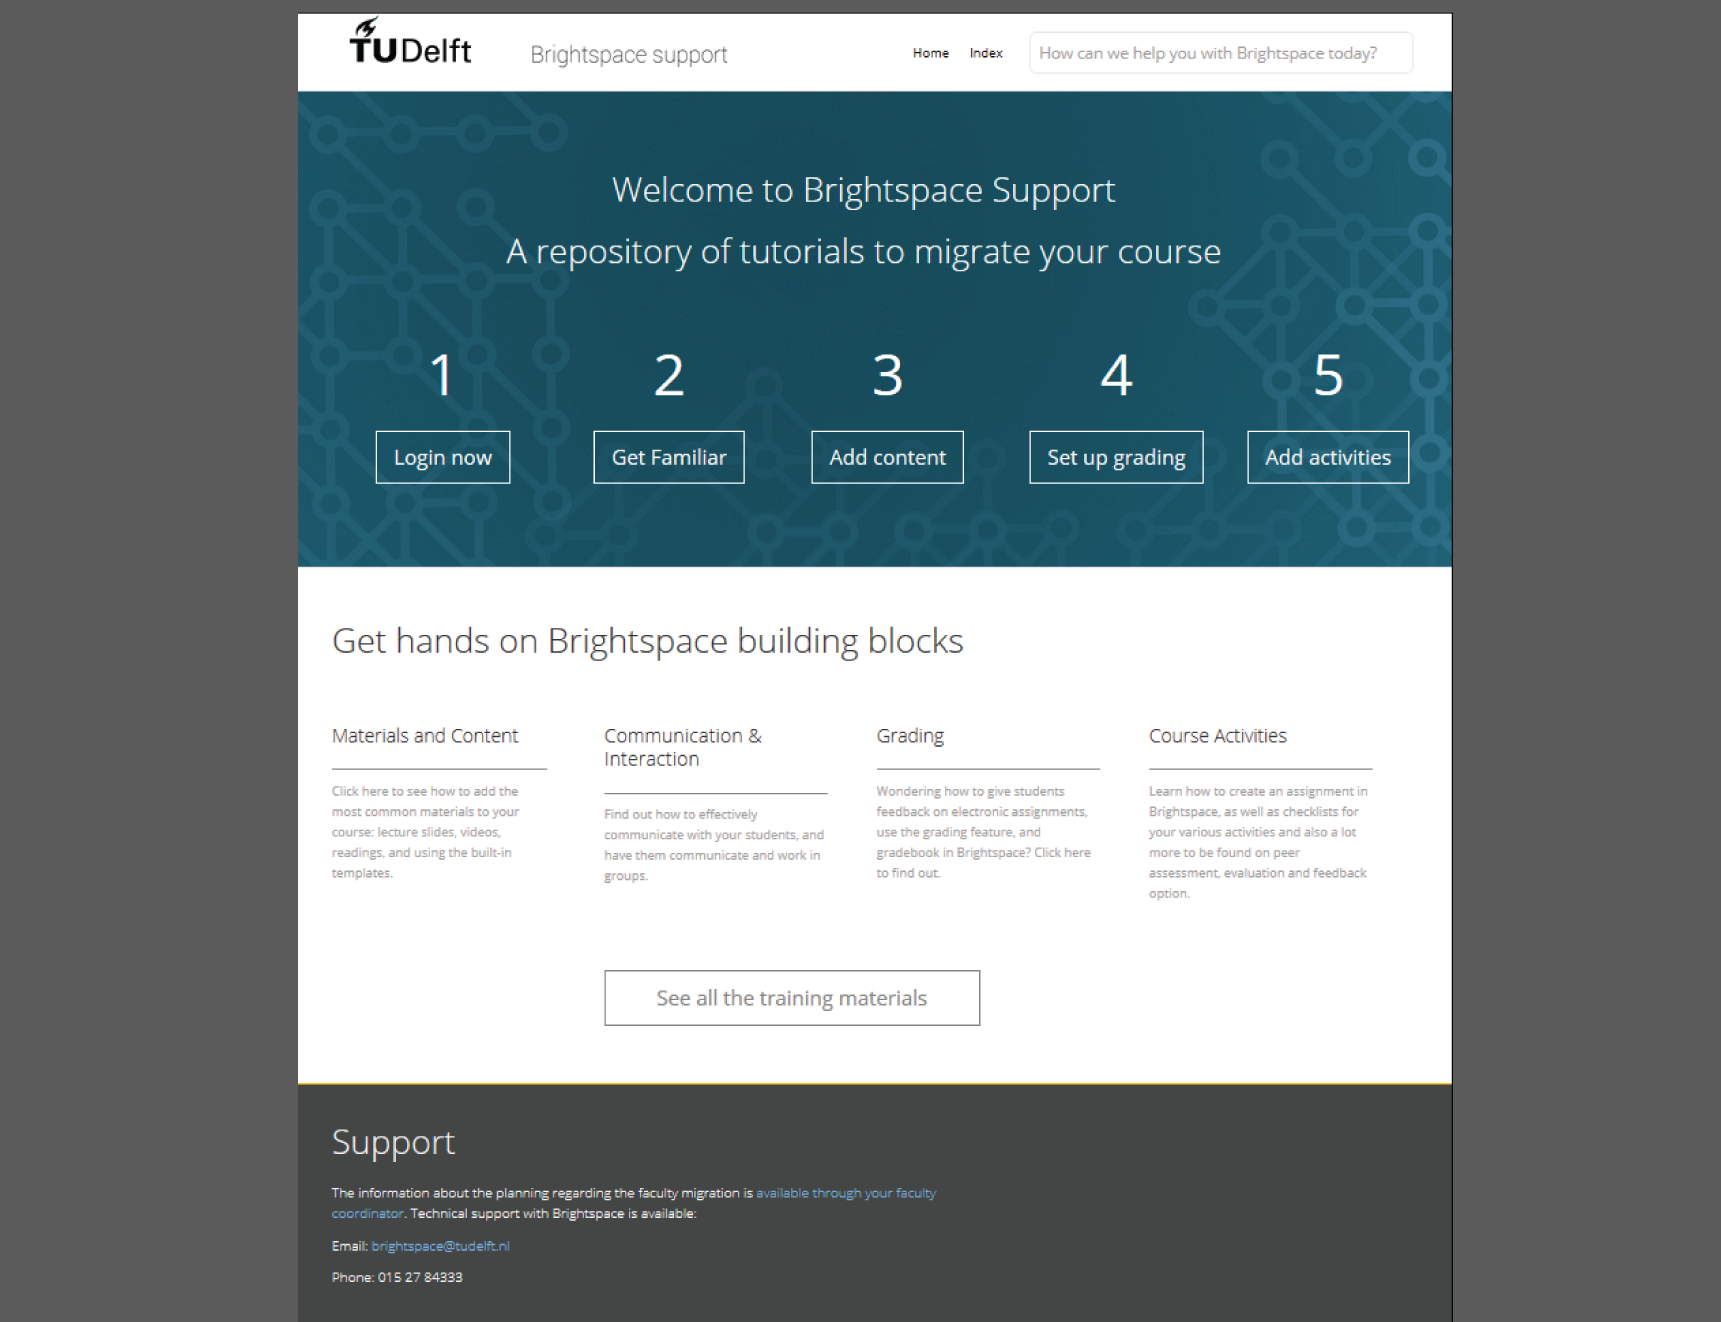 TUDelft
Brightspace support
Home
Index
How can we help you with Brightspace today?
Welcome to Brightspace Support
A repository of tutorials to migrate your course
1
2
3
4
5
Login now
Get Familiar
Add content
Set up grading
Add activities
Get hands on Brightspace building blocks
Materials and Content
Click here to see how to add the
most common materials to your
course: lecture slides, videos,
readings, and using the built-in
templates.
Communication &
Interaction
Find out how to effectively
communicate with your students, and
have them communicate and work in
groups.
Grading
Wondering how to give students
feedback on electronic assignments,
use the grading feature, and
gradebook in Brightspace? Click here
to find out.
Course Activities
Learn how to create an assignment in
Brightspace, as well as checklists for
your various activities and also a lot
more to be found on peer
assessment, evaluation and feedback
option.
See all the training materials
Support
The information about the planning regarding the faculty migration is available through your faculty
coordinator. Technical support with Brightspace is available:
Email: brightspace@tudelft.nl
Phone: 015 27 84333